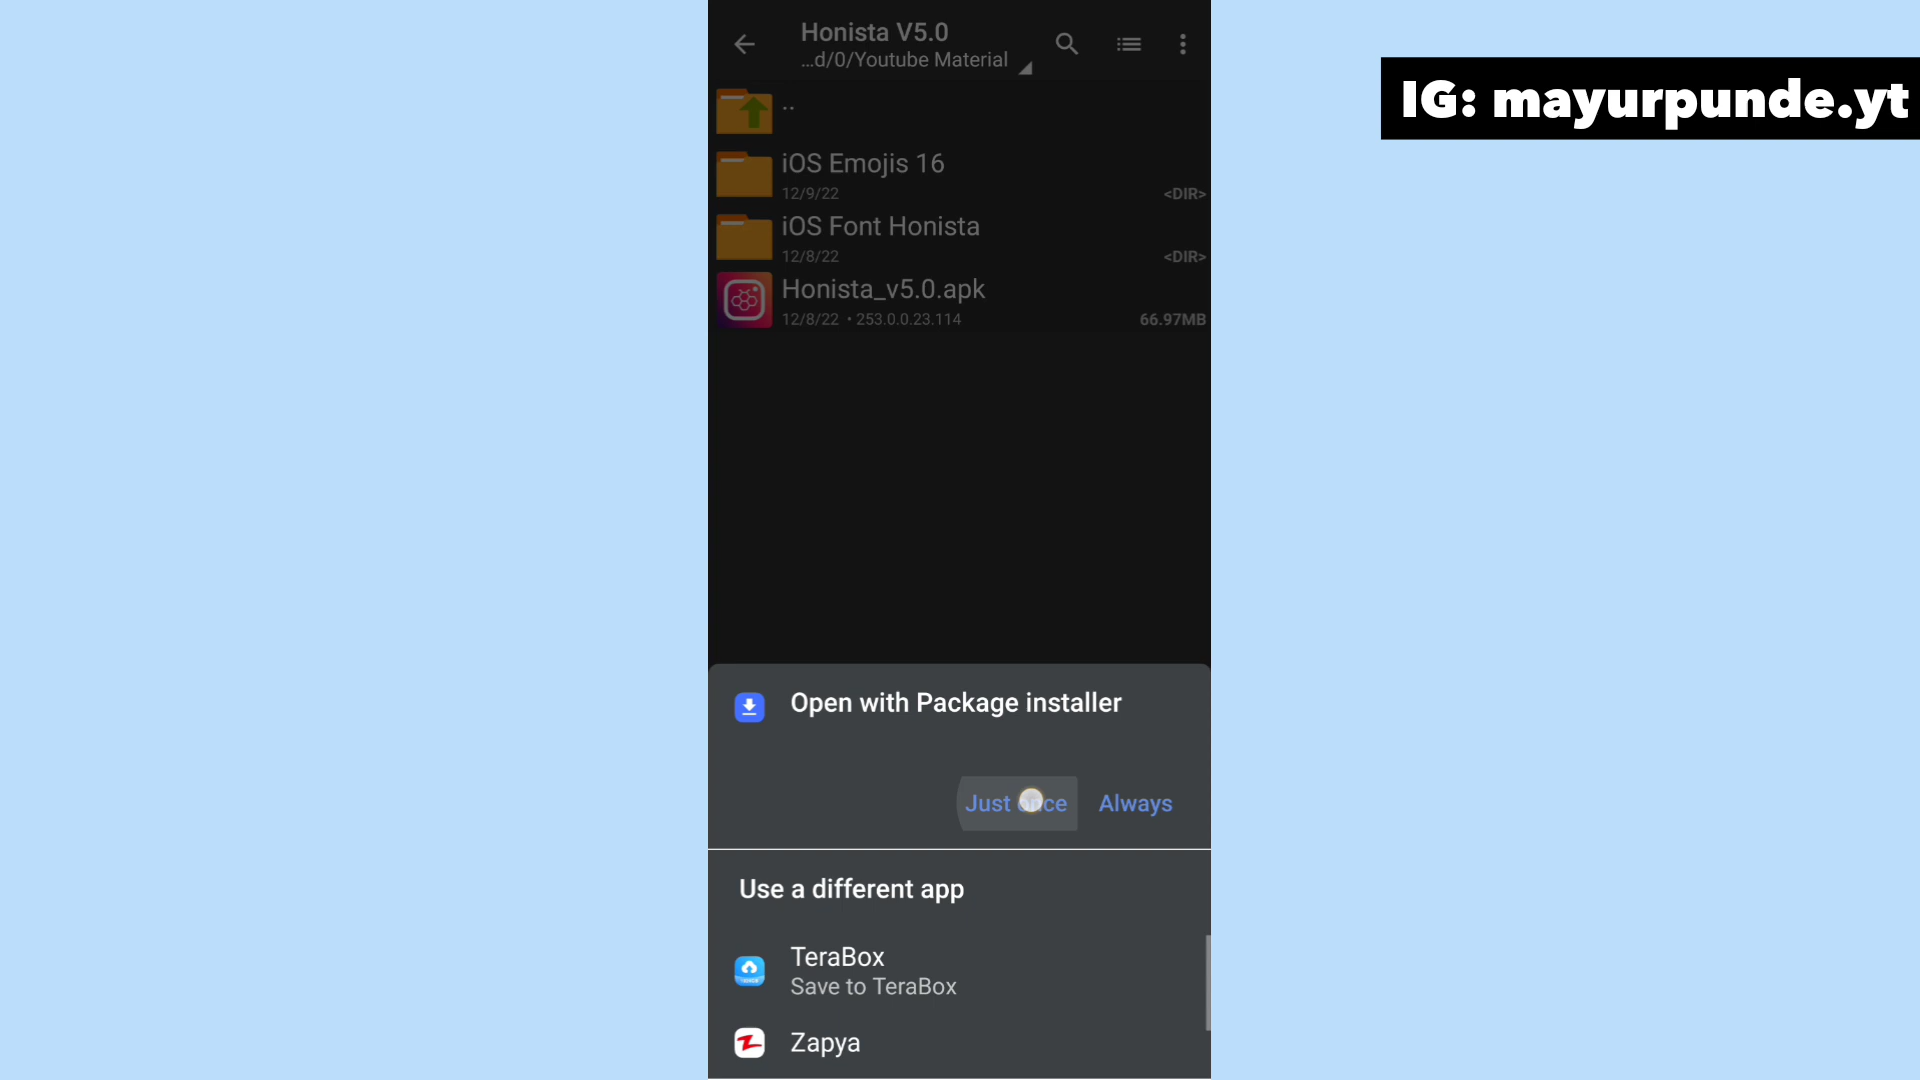 Honista V5.0
...d/0/Youtube Material
IG: mayurpunde.yt
..
iOS Emojis 16
12/9/22 <DIR>
iOS Font Honista
12/8/22 <DIR>
Honista_v5.0.apk
12/8/22 • 253.0.0.23.114 66.97MB
Open with Package installer
Just once Always
Use a different app
TeraBox
Save to TeraBox
Zapya